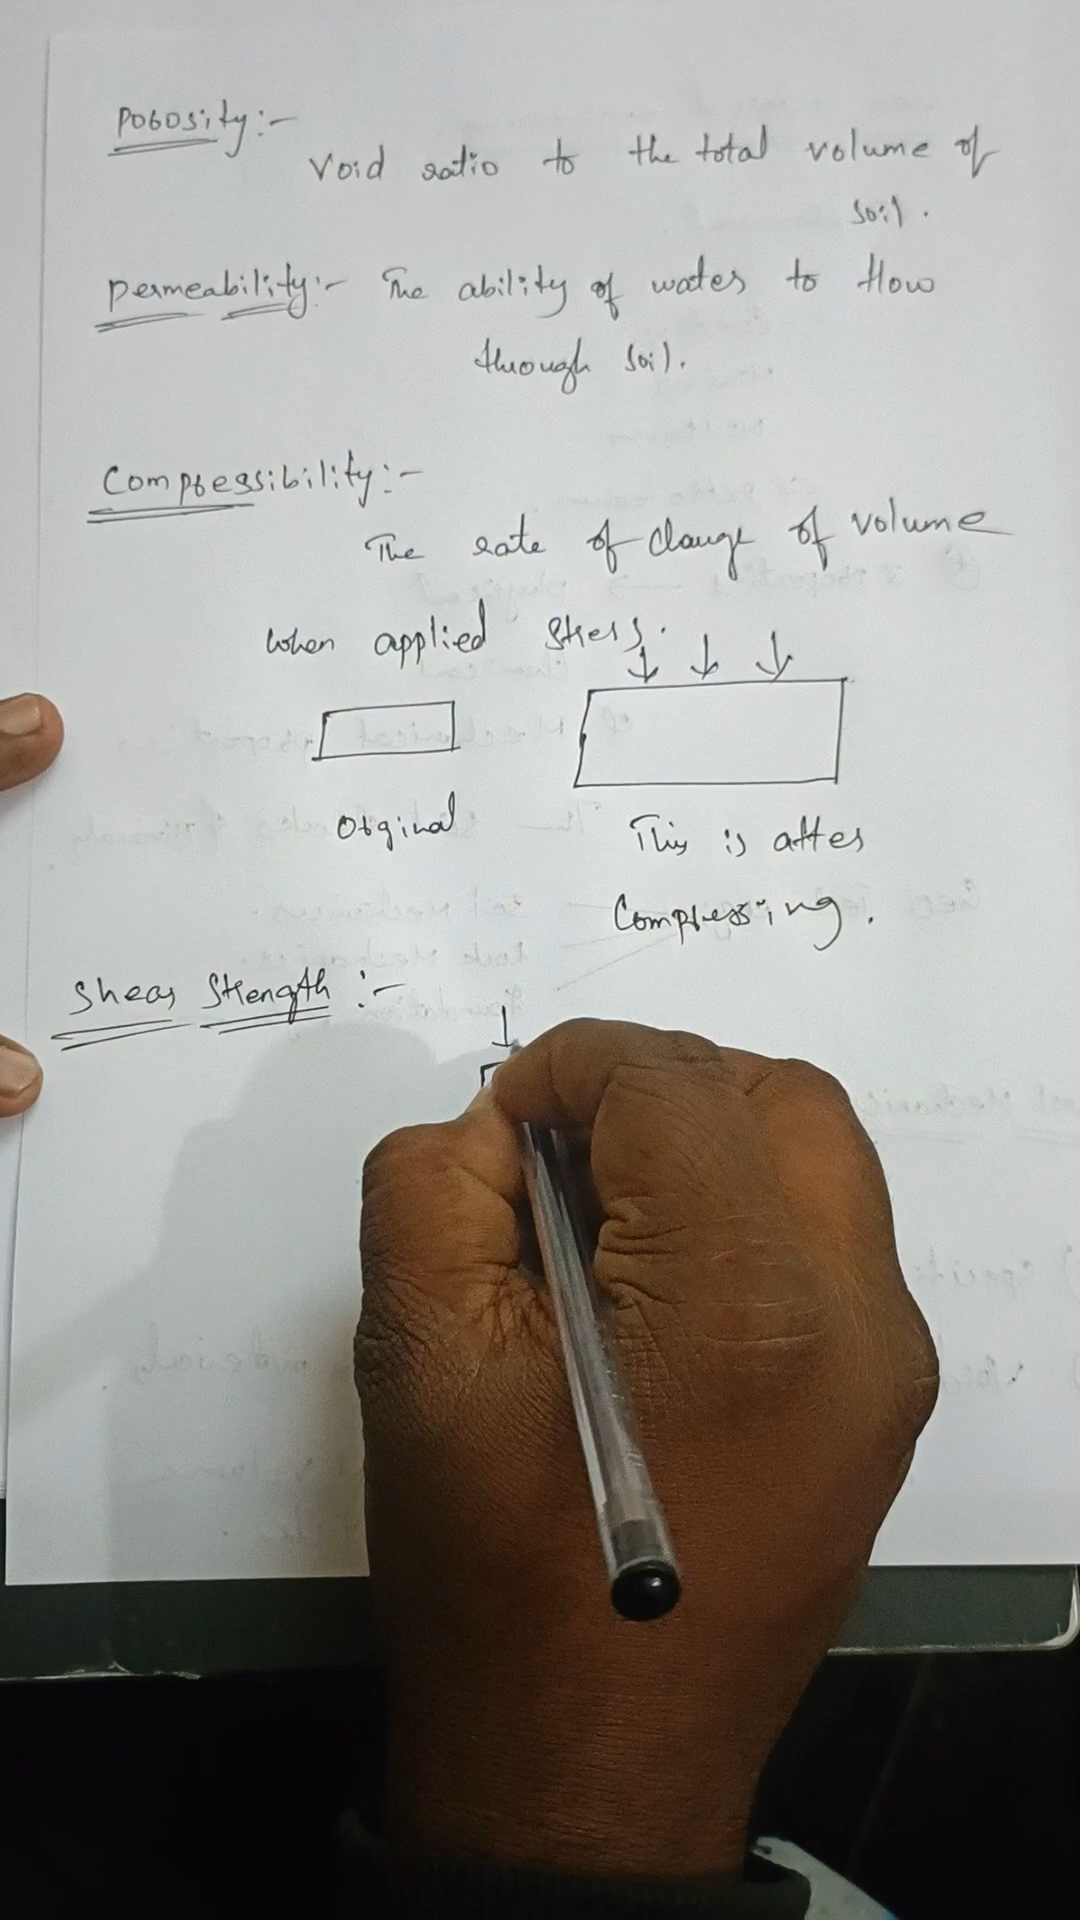 Porosity:-
Void ratio to the total volume of
soil.
Permeability:- The ability of water to flow
through soil.
Compressibility:-
The rate of change of volume
when applied stress.
Orginal
This is after
Compressing.
Shear Strength :-